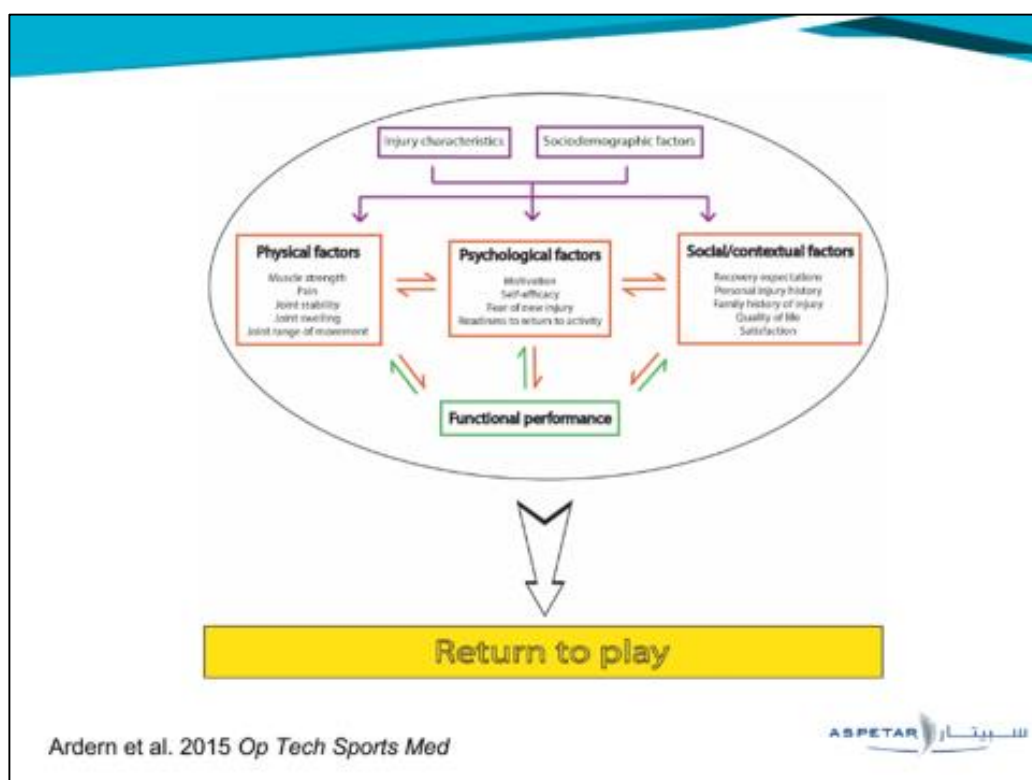 Injury characteristics
Sociodemographic factors
Physical factors
Muscle strength
Pain
Joint stability
Joint swelling
Joint range of movement
Psychological factors
Motivation
Self-efficacy
Fear of new injury
Readiness to return to activity
Social/contextual factors
Recovery expectations
Personal injury history
Family history of injury
Quality of life
Satisfaction
Functional performance
Return to play
Ardern et al. 2015 Op Tech Sports Med
ASPETAR سبيتار